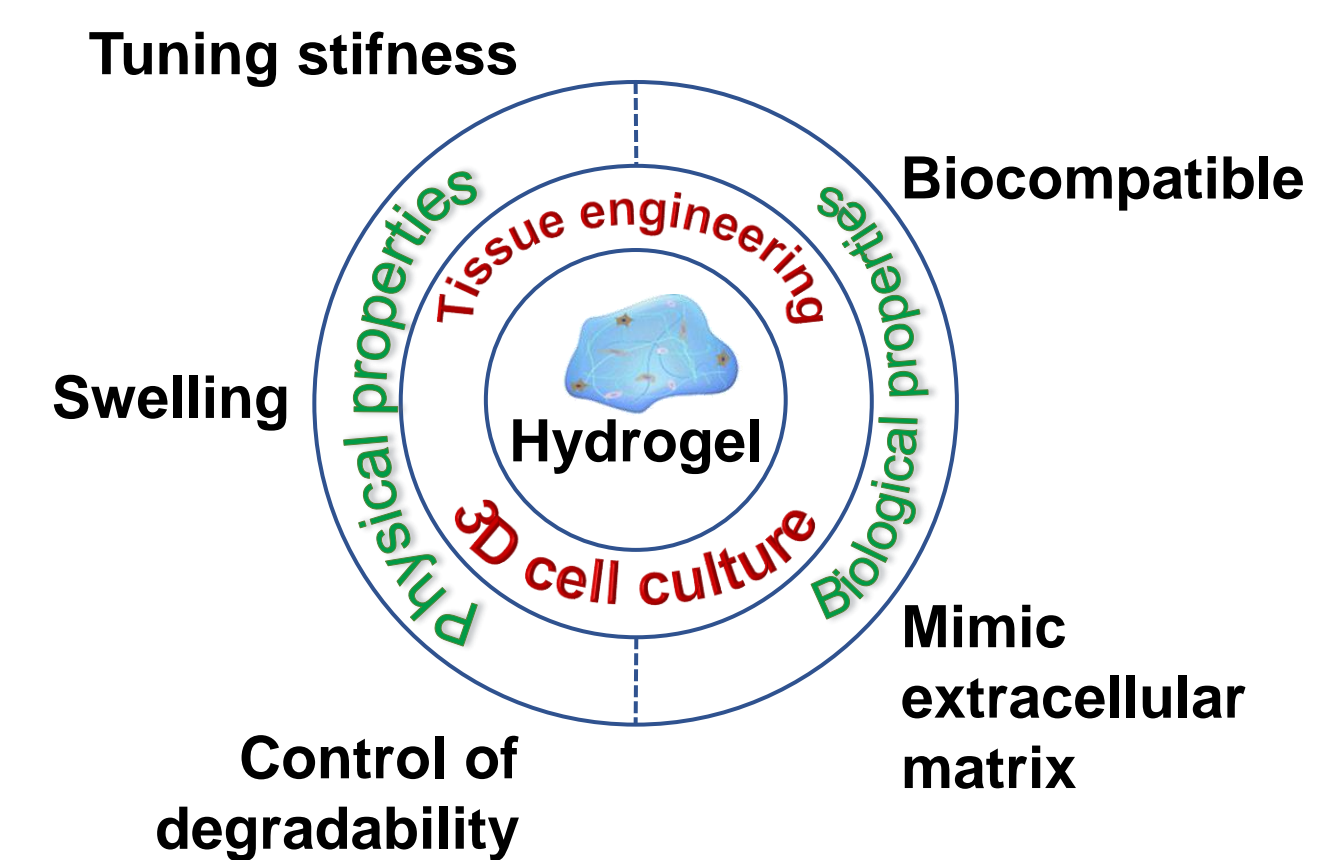 Tuning stifness
Biocompatible
Physical properties
Tissue engineering
Biological properties
Swelling
Hydrogel
3D cell culture
Mimic
extracellular
matrix
Control of
degradability